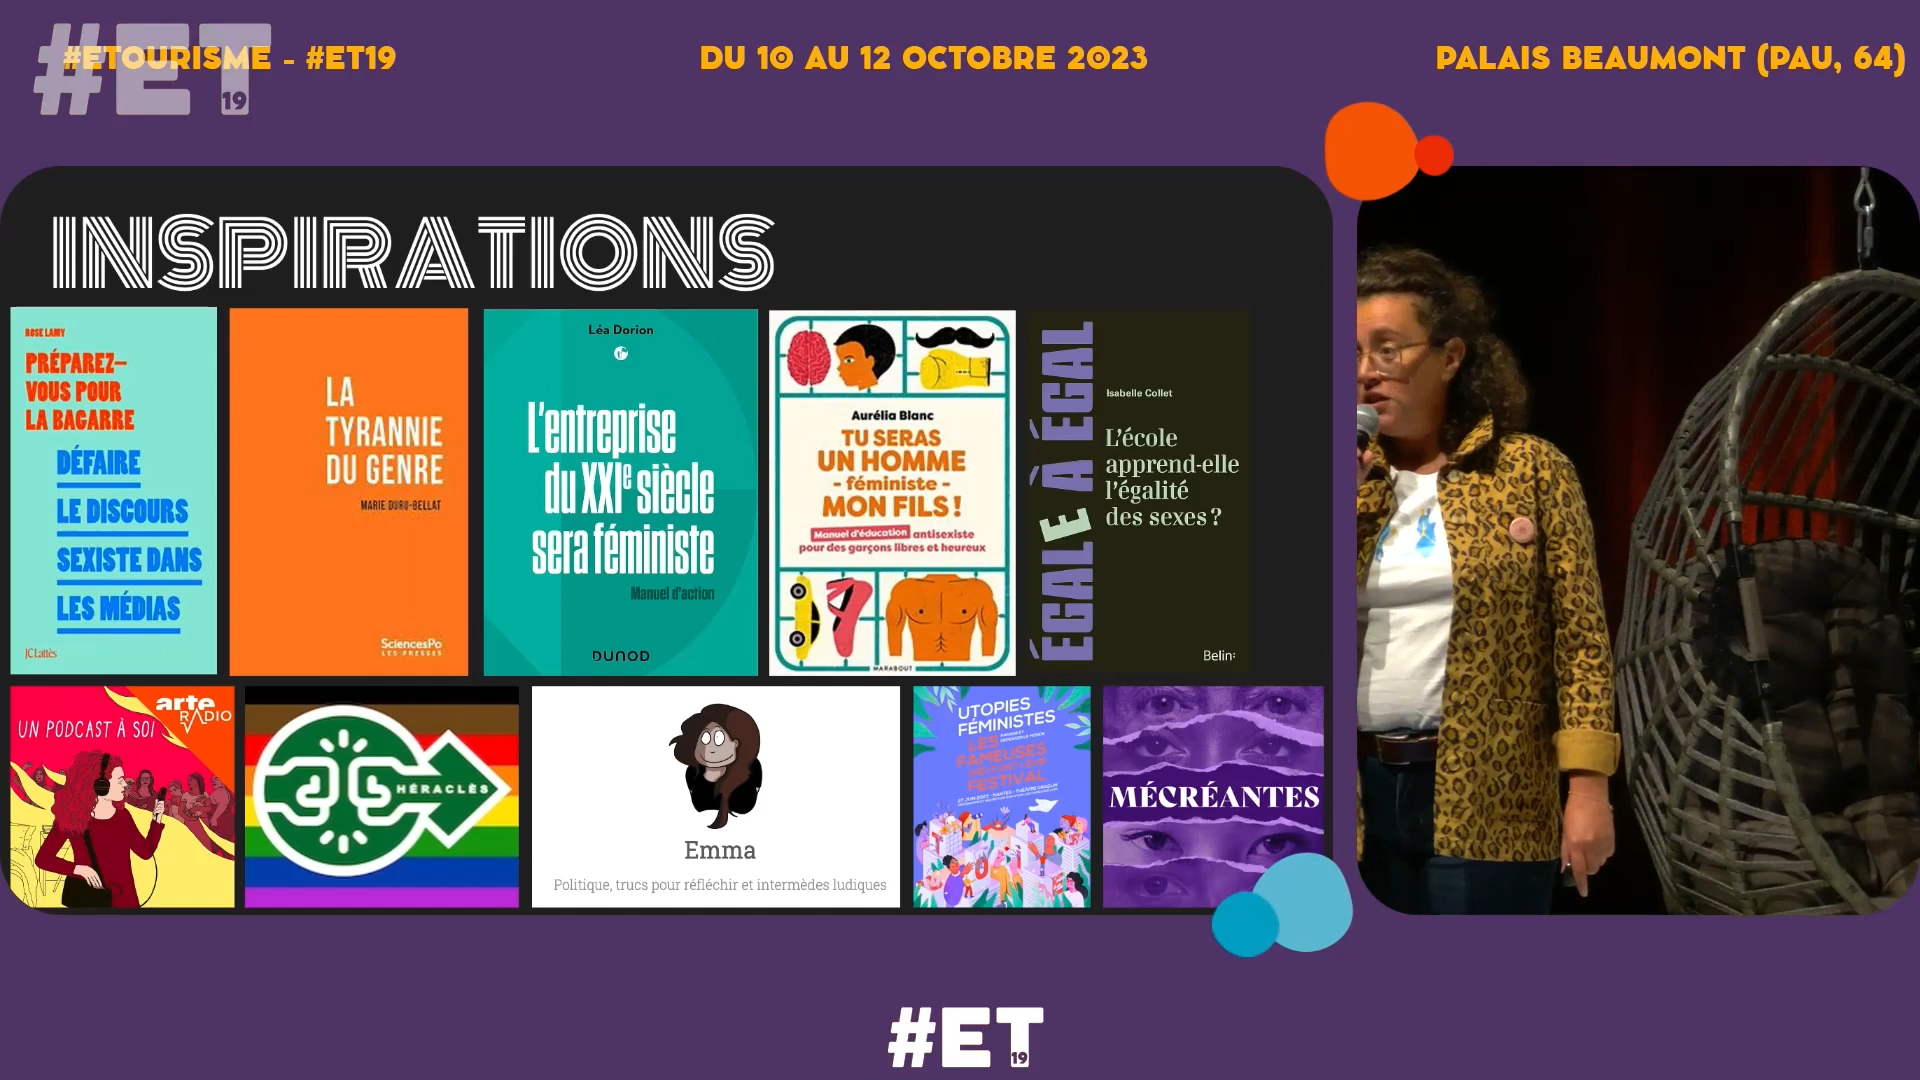 #ETOURISME - #ET19
DU 10 AU 12 OCTOBRE 2023
PALAIS BEAUMONT (PAU, 64)
#ET
19
INSPIRATIONS
ROSE LAMY
PRÉPAREZ-
VOUS POUR
LA BAGARRE
DÉFAIRE
LE DISCOURS
SEXISTE DANS
LES MÉDIAS
JC Lattès
LA
TYRANNIE
DU GENRE
MARIE DURU-BELLAT
SciencesPo
LES PRESSES
Léa Dorion
L'entreprise
du XXIe siècle
sera féministe
Manuel d'action
DUNOD
Aurélia Blanc
TU SERAS
UN HOMME
- féministe -
MON FILS !
Manuel d'éducation antisexiste
pour des garçons libres et heureux
MARABOUT
ÉGALE À ÉGAL
Isabelle Collet
L'école
apprend-elle
l'égalité
des sexes ?
Belin:
arte
RADIO
UN PODCAST À SOI
HÉRACLÈS
Emma
Politique, trucs pour réfléchir et intermèdes ludiques
UTOPIES
FÉMINISTES
LES
FAMEUSES
FESTIVAL
MÉCRÉANTES
#ET
19